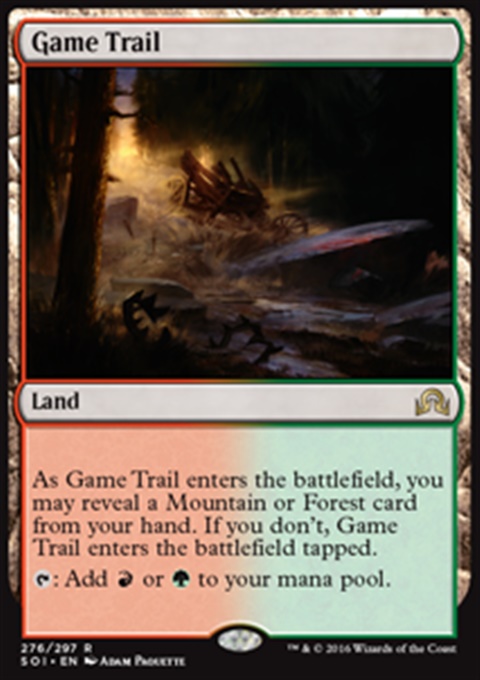 Game Trail
Land
As Game Trail enters the battlefield, you
may reveal a Mountain or Forest card
from your hand. If you don't, Game
Trail enters the battlefield tapped.
: Add or to your mana pool.
276/297 R
SOI • EN Adam Paquette
™ & © 2016 Wizards of the Coast